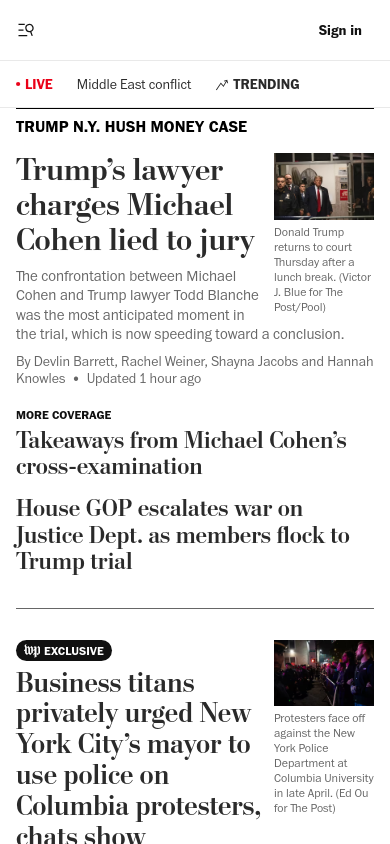 Sign in
• LIVE
Middle East conflict
TRENDING
TRUMP N.Y. HUSH MONEY CASE
Trump’s lawyer
charges Michael
Cohen lied to jury
The confrontation between Michael
Cohen and Trump lawyer Todd Blanche
was the most anticipated moment in
the trial, which is now speeding toward a conclusion.
Donald Trump
returns to court
Thursday after a
lunch break. (Victor
J. Blue for The
Post/Pool)
By Devlin Barrett, Rachel Weiner, Shayna Jacobs and Hannah
Knowles • Updated 1 hour ago
MORE COVERAGE
Takeaways from Michael Cohen’s
cross-examination
House GOP escalates war on
Justice Dept. as members flock to
Trump trial
wp EXCLUSIVE
Business titans
privately urged New
York City’s mayor to
use police on
Columbia protesters,
chats show
Protesters face off
against the New
York Police
Department at
Columbia University
in late April. (Ed Ou
for The Post)